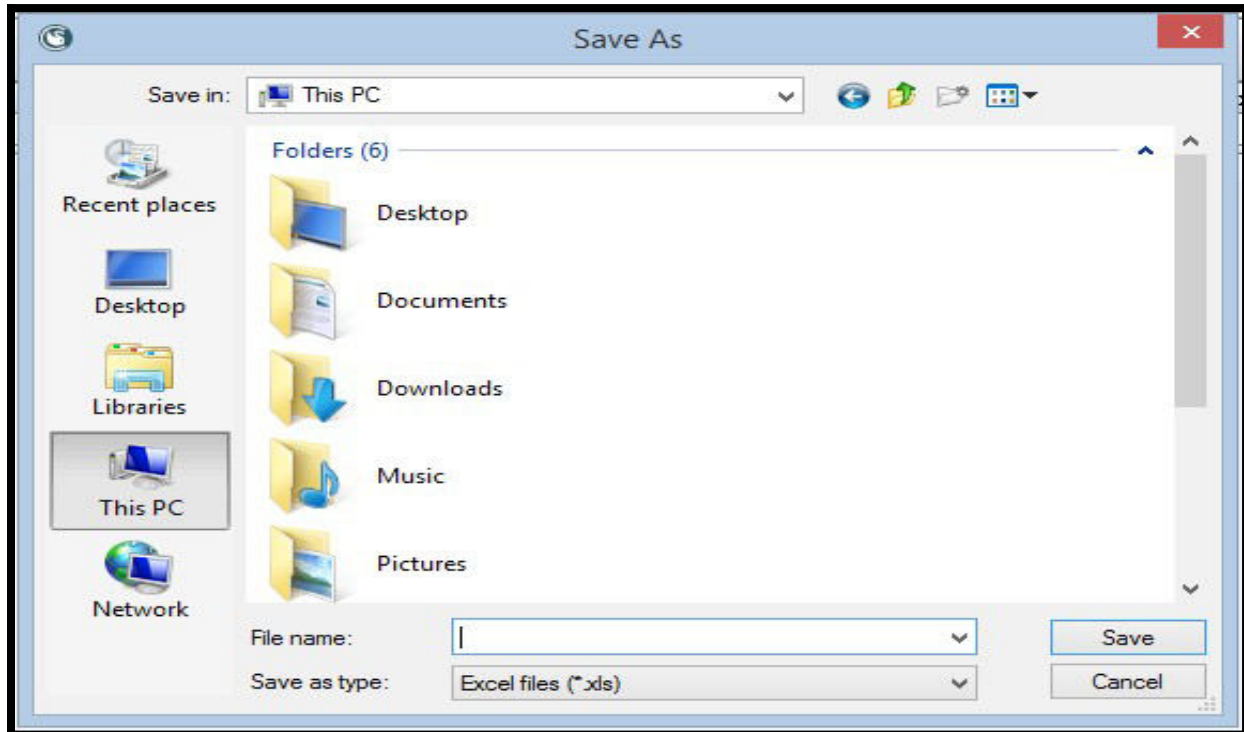 Save As
Save in:
This PC
Folders (6)
Recent places
Desktop
Libraries
This PC
Network
Desktop
Documents
Downloads
Music
Pictures
File name:
Save
Save as type:
Excel files (*.xls)
Cancel